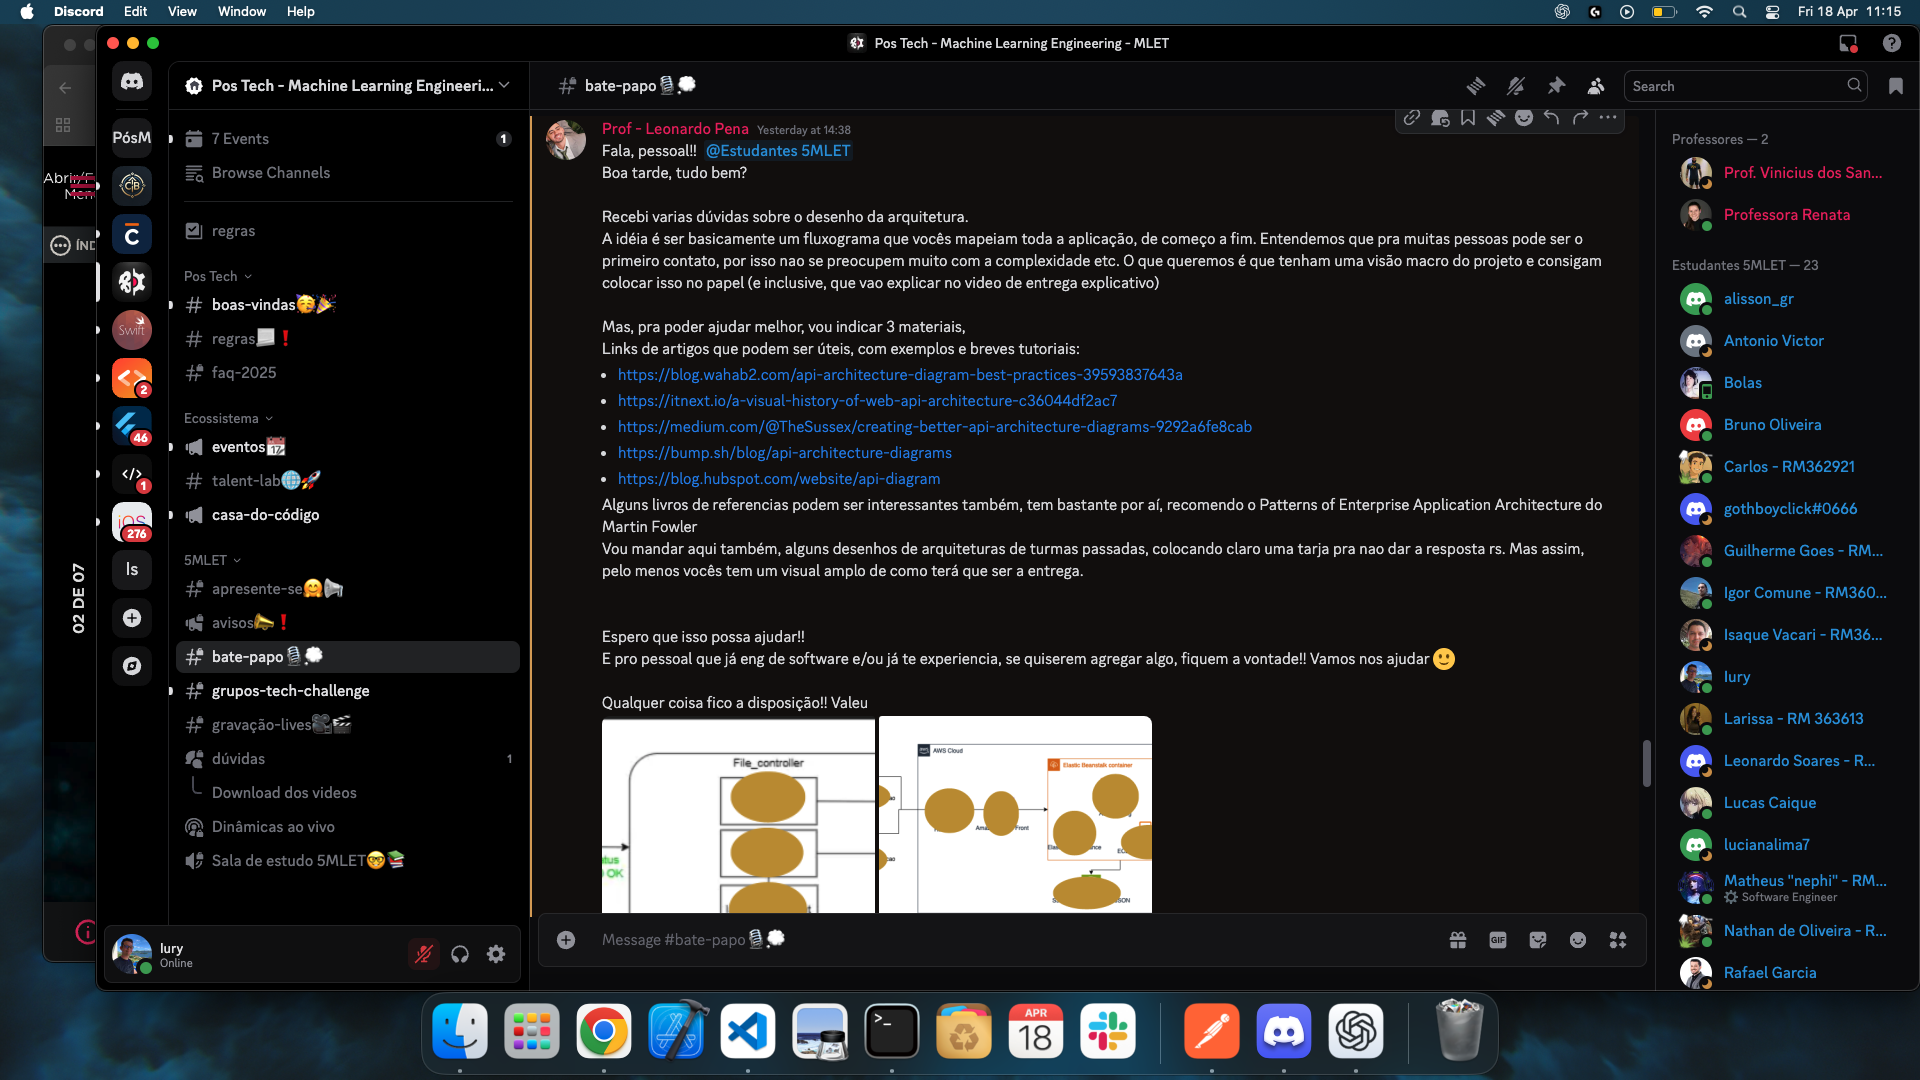 Discord Edit View Window Help
Fri 18 Apr 11:15
Pos Tech - Machine Learning Engineering - MLET
PósM
Swift
2
46
1
iOS
276
ls
02 DE 07
ÍND
Pos Tech - Machine Learning Engineeri...
7 Events
1
Browse Channels
regras
Pos Tech
boas-vindas
regras
faq-2025
Ecossistema
eventos
talent-lab
casa-do-código
5MLET
apresente-se
avisos
bate-papo
grupos-tech-challenge
gravação-lives
dúvidas
1
Download dos videos
Dinâmicas ao vivo
Sala de estudo 5MLET
Iury
Online
bate-papo
Search
Prof - Leonardo Pena Yesterday at 14:38
Fala, pessoal!! @Estudantes 5MLET
Boa tarde, tudo bem?
Recebi varias dúvidas sobre o desenho da arquitetura.
A idéia é ser basicamente um fluxograma que vocês mapeiam toda a aplicação, de começo a fim. Entendemos que pra muitas pessoas pode ser o
primeiro contato, por isso nao se preocupem muito com a complexidade etc. O que queremos é que tenham uma visão macro do projeto e consigam
colocar isso no papel (e inclusive, que vao explicar no video de entrega explicativo)
Mas, pra poder ajudar melhor, vou indicar 3 materiais,
Links de artigos que podem ser úteis, com exemplos e breves tutoriais:
https://blog.wahab2.com/api-architecture-diagram-best-practices-39593837643a
https://itnext.io/a-visual-history-of-web-api-architecture-c36044df2ac7
https://medium.com/@TheSussex/creating-better-api-architecture-diagrams-9292a6fe8cab
https://bump.sh/blog/api-architecture-diagrams
https://blog.hubspot.com/website/api-diagram
Alguns livros de referencias podem ser interessantes também, tem bastante por aí, recomendo o Patterns of Enterprise Application Architecture do
Martin Fowler
Vou mandar aqui também, alguns desenhos de arquiteturas de turmas passadas, colocando claro uma tarja pra nao dar a resposta rs. Mas assim,
pelo menos vocês tem um visual amplo de como terá que ser a entrega.
Espero que isso possa ajudar!!
E pro pessoal que já eng de software e/ou já te experiencia, se quiserem agregar algo, fiquem a vontade!! Vamos nos ajudar
Qualquer coisa fico a disposição!! Valeu
File_controller
OK
AWS Cloud
Elastic Beanstalk container
Message #bate-papo
GIF
Professores — 2
Prof. Vinicius dos San...
Professora Renata
Estudantes 5MLET — 23
alisson_gr
Antonio Victor
Bolas
Bruno Oliveira
Carlos - RM362921
gothboyclick#0666
Guilherme Goes - RM...
Igor Comune - RM360...
Isaque Vacari - RM36...
Iury
Larissa - RM 363613
Leonardo Soares - R...
Lucas Caique
lucianalima7
Matheus "nephi" - RM...
Software Engineer
Nathan de Oliveira - R...
Rafael Garcia
APR
18